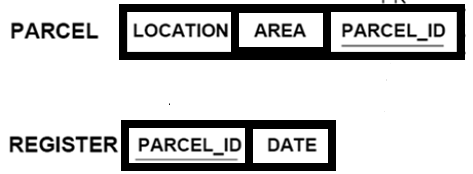 PARCEL LOCATION AREA PARCEL_ID
REGISTER PARCEL_ID DATE